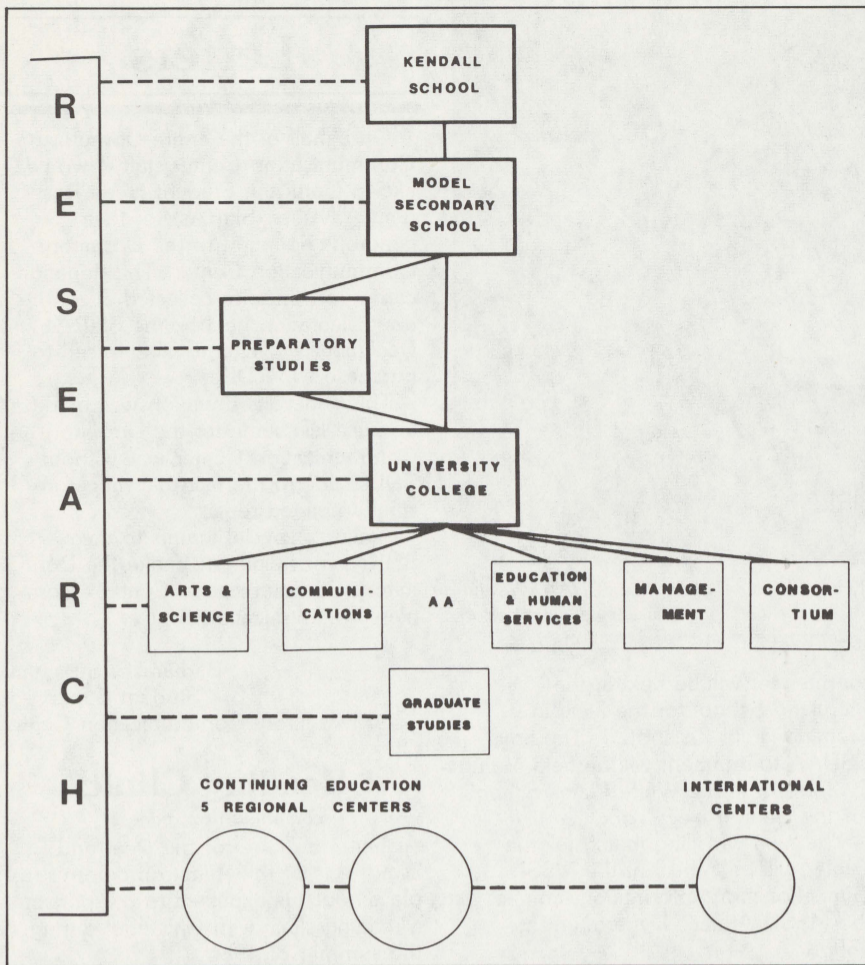 RESEARCH
KENDALL
SCHOOL
MODEL
SECONDARY
SCHOOL
PREPARATORY
STUDIES
UNIVERSITY
COLLEGE
ARTS &
SCIENCE
COMMUNI-
CATIONS
A A
EDUCATION
& HUMAN
SERVICES
MANAGE-
MENT
CONSOR-
TIUM
GRADUATE
STUDIES
CONTINUING EDUCATION
5 REGIONAL CENTERS
INTERNATIONAL
CENTERS